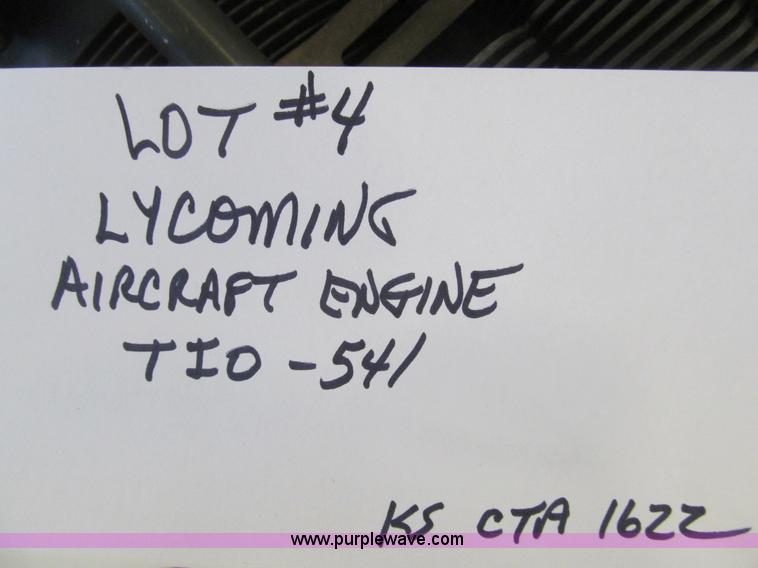 LOT #4
LYCOMING
AIRCRAFT ENGINE
TIO-541
KS CTA 1622
www.purplewave.com